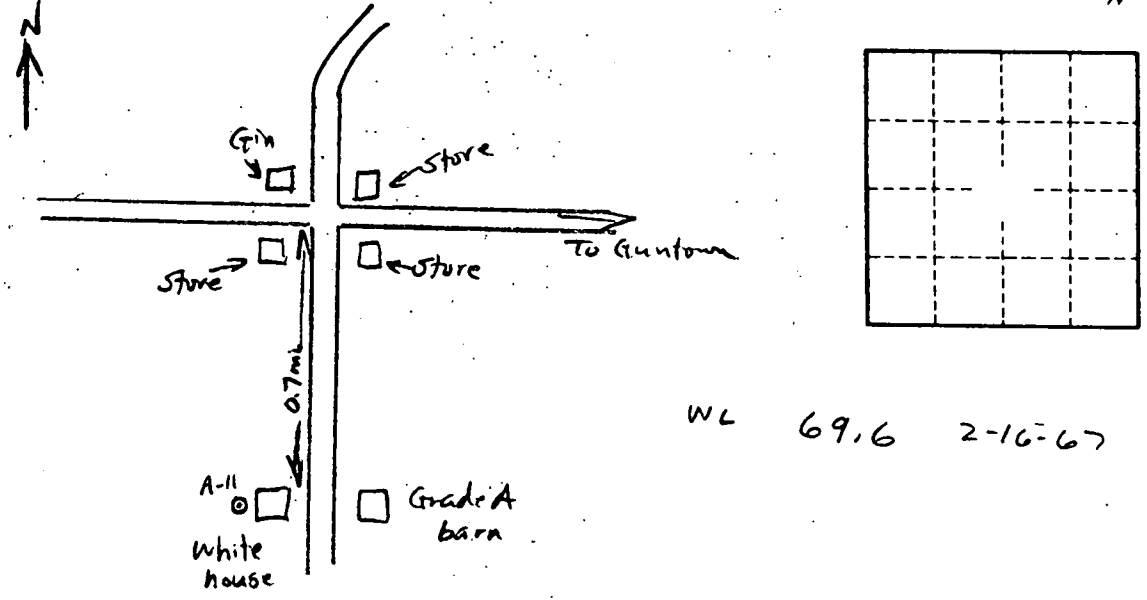 N
Gin
Store
To Guntown
Store
Store
0.7mi
WL 69.6 2-16-67
A-11
Grade A
barn
White
house